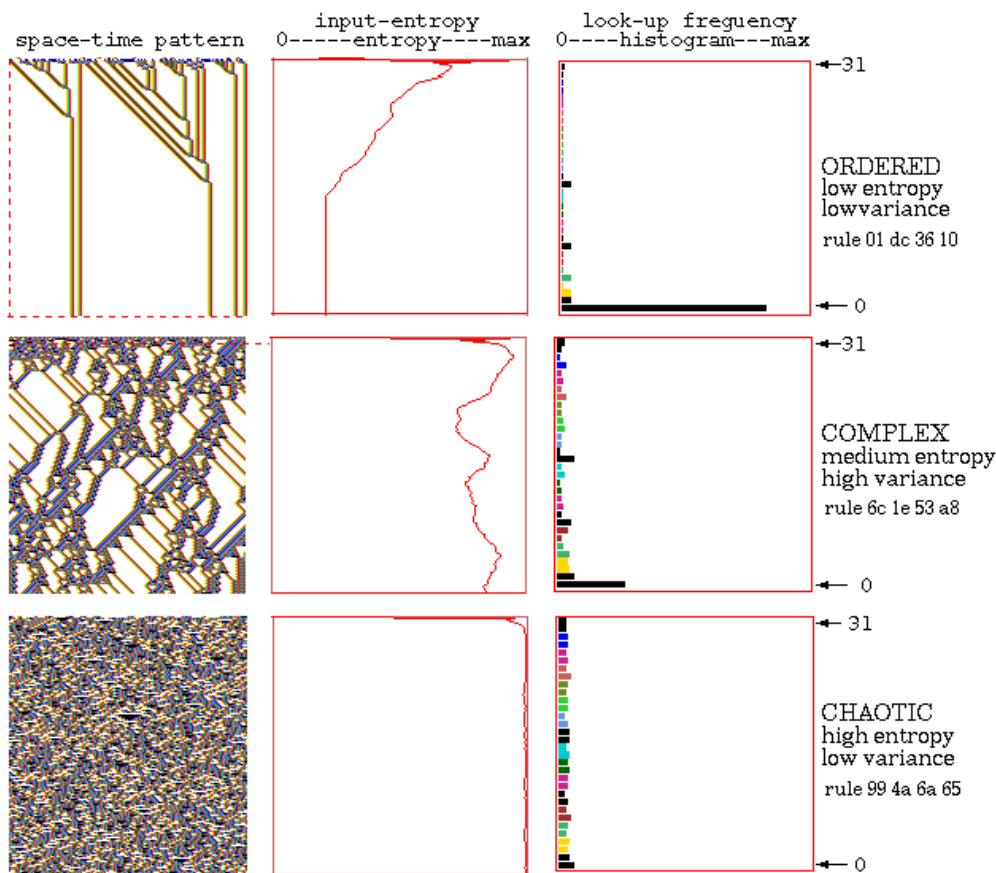 space-time pattern
input-entropy
0-----entropy----max
look-up freguency
0----histogram---max
31
ORDERED
low entropy
lowvariance
rule 01 dc 36 10
0
31
COMPLEX
medium entropy
high variance
rule 6c 1e 53 a8
0
31
CHAOTIC
high entropy
low variance
rule 99 4a 6a 65
0